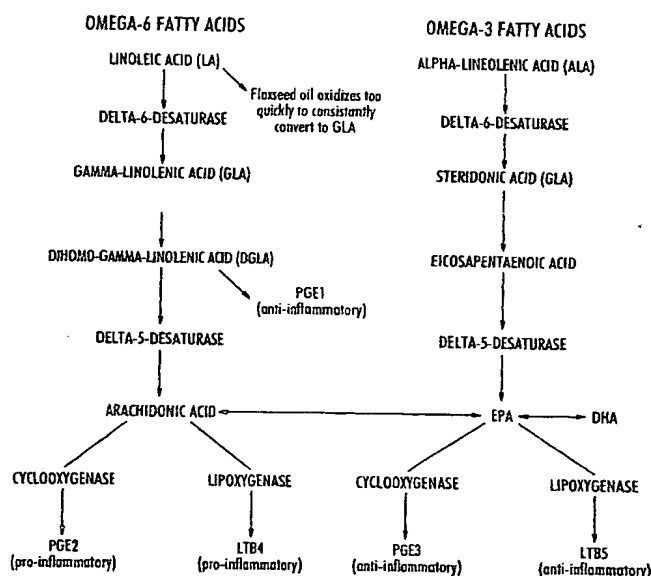 OMEGA-6 FATTY ACIDS
LINOLEIC ACID (LA)
Flaxseed oil oxidizes too
quickly to consistantly
convert to GLA
DELTA-6-DESATURASE
GAMMA-LINOLENIC ACID (GLA)
DIHOMO-GAMMA-LINOLENIC ACID (DGLA)
PGE1
(anti-inflammatory)
DELTA-5-DESATURASE
ARACHIDONIC ACID
CYCLOOXYGENASE
LIPOXYGENASE
PGE2
(pro-inflammatory)
LTB4
(pro-inflammatory)
OMEGA-3 FATTY ACIDS
ALPHA-LINEOLENIC ACID (ALA)
DELTA-6-DESATURASE
STERIDONIC ACID (GLA)
EICOSAPENTAENOIC ACID
DELTA-5-DESATURASE
EPA
DHA
CYCLOOXYGENASE
LIPOXYGENASE
PGE3
(anti-inflammatory)
LTB5
(anti-inflammatory)